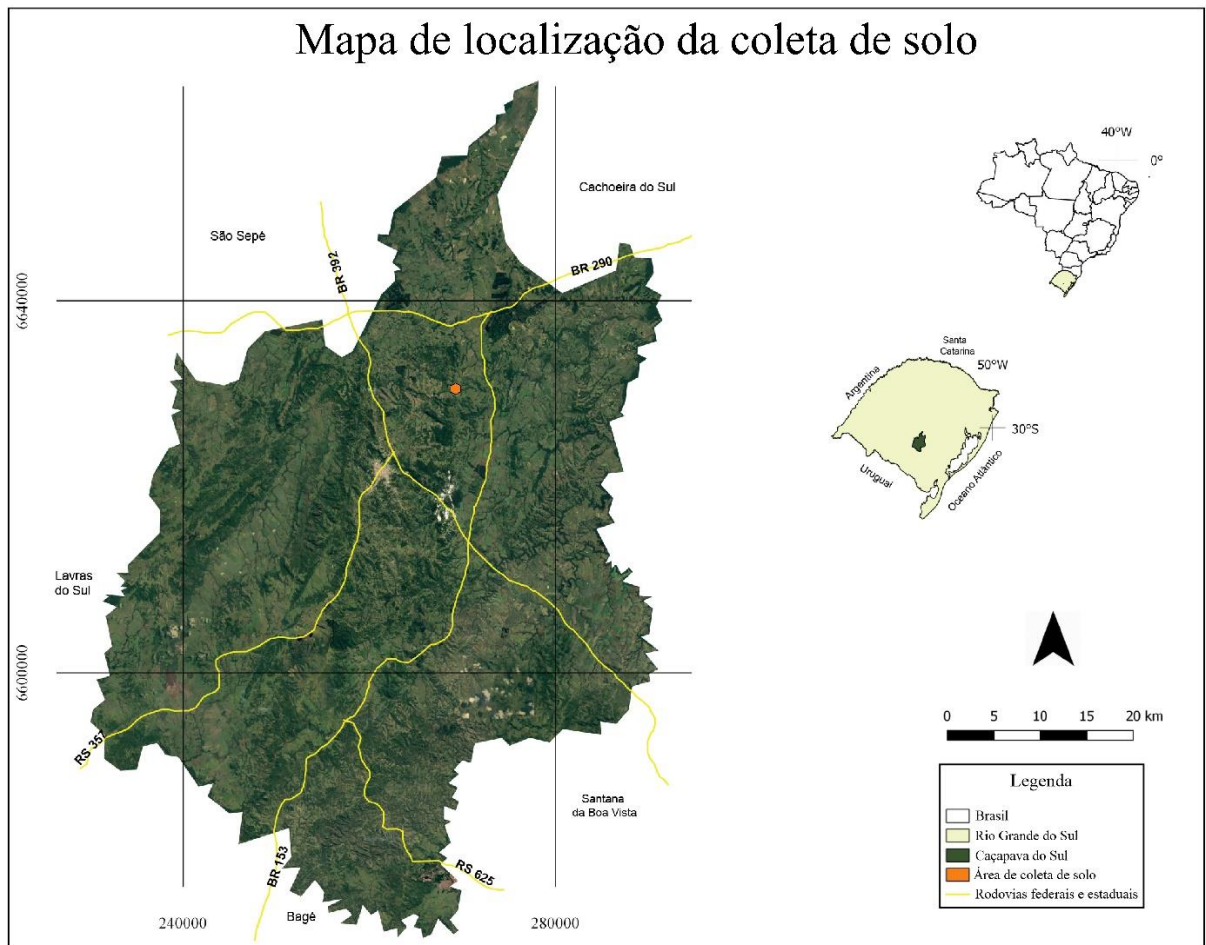 Mapa de localização da coleta de solo
40°W
0°
Cachoeira do Sul
São Sepé
BR 392
BR 290
6640000
Santa
Catarina
50°W
Argentina
30°S
Uruguai
Oceano Atlântico
Lavras
do Sul
6600000
RS 357
0 5 10 15 20 km
Santana
da Boa Vista
BR 153
RS 625
Bagé
240000
280000
Legenda
Brasil
Rio Grande do Sul
Caçapava do Sul
Área de coleta de solo
Rodovias federais e estaduais